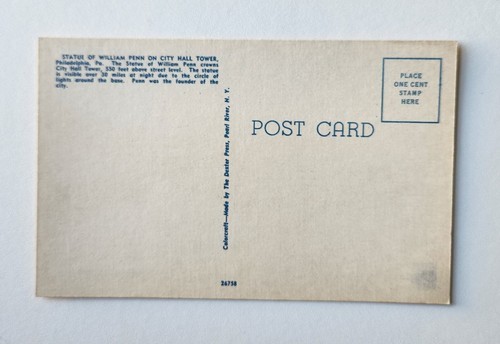 STATUE OF WILLIAM PENN ON CITY HALL TOWER,
Philadelphia, Pa. The Statue of William Penn crowns
City Hall Tower, 550 feet above street level. The statue
is visible over 30 miles at night due to the circle of
lights around the base. Penn was the founder of the
city.
Colorcraft—Made by The Dexter Press, Pearl River, N. Y.
26758
POST CARD
PLACE
ONE CENT
STAMP
HERE